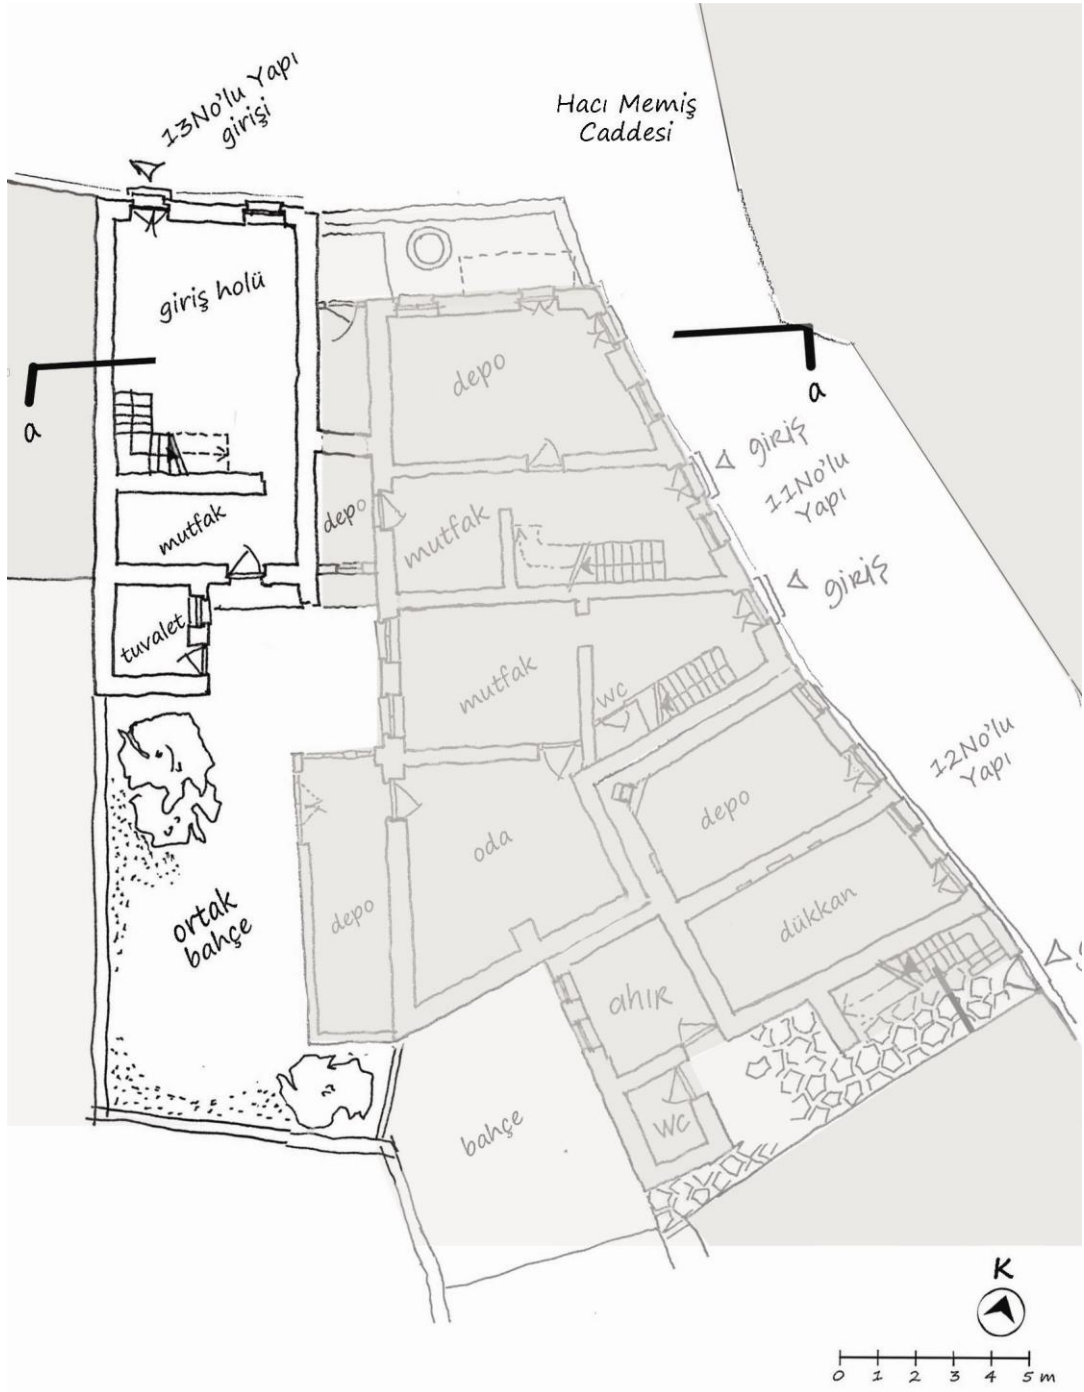 13No'lu Yapı
girişi
Hacı Memiş
Caddesi
giriş holü
depo
a
a
giriş
11No'lu
Yapı
mutfak
depo
mutfak
giriş
tuvalet
mutfak
wc
12No'lu
Yapı
depo
oda
dükkan
ortak
bahçe
depo
ahır
bahçe
wc
K
0 1 2 3 4 5 m